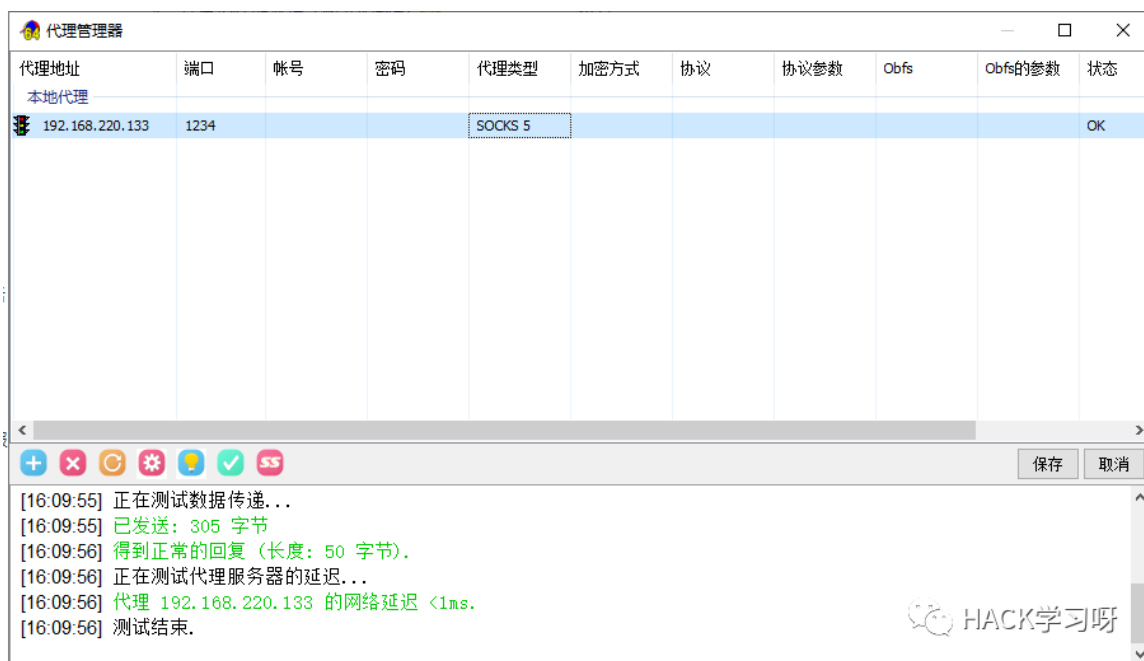 代理管理器
代理地址 端口 帐号 密码 代理类型 加密方式 协议 协议参数 Obfs Obfs的参数 状态
本地代理
192.168.220.133 1234 SOCKS 5 OK
SS 保存 取消
[16:09:55] 正在测试数据传递...
[16:09:55] 已发送: 305 字节
[16:09:56] 得到正常的回复 (长度: 50 字节).
[16:09:56] 正在测试代理服务器的延迟...
[16:09:56] 代理 192.168.220.133 的网络延迟 <1ms.
[16:09:56] 测试结束.
HACK学习呀